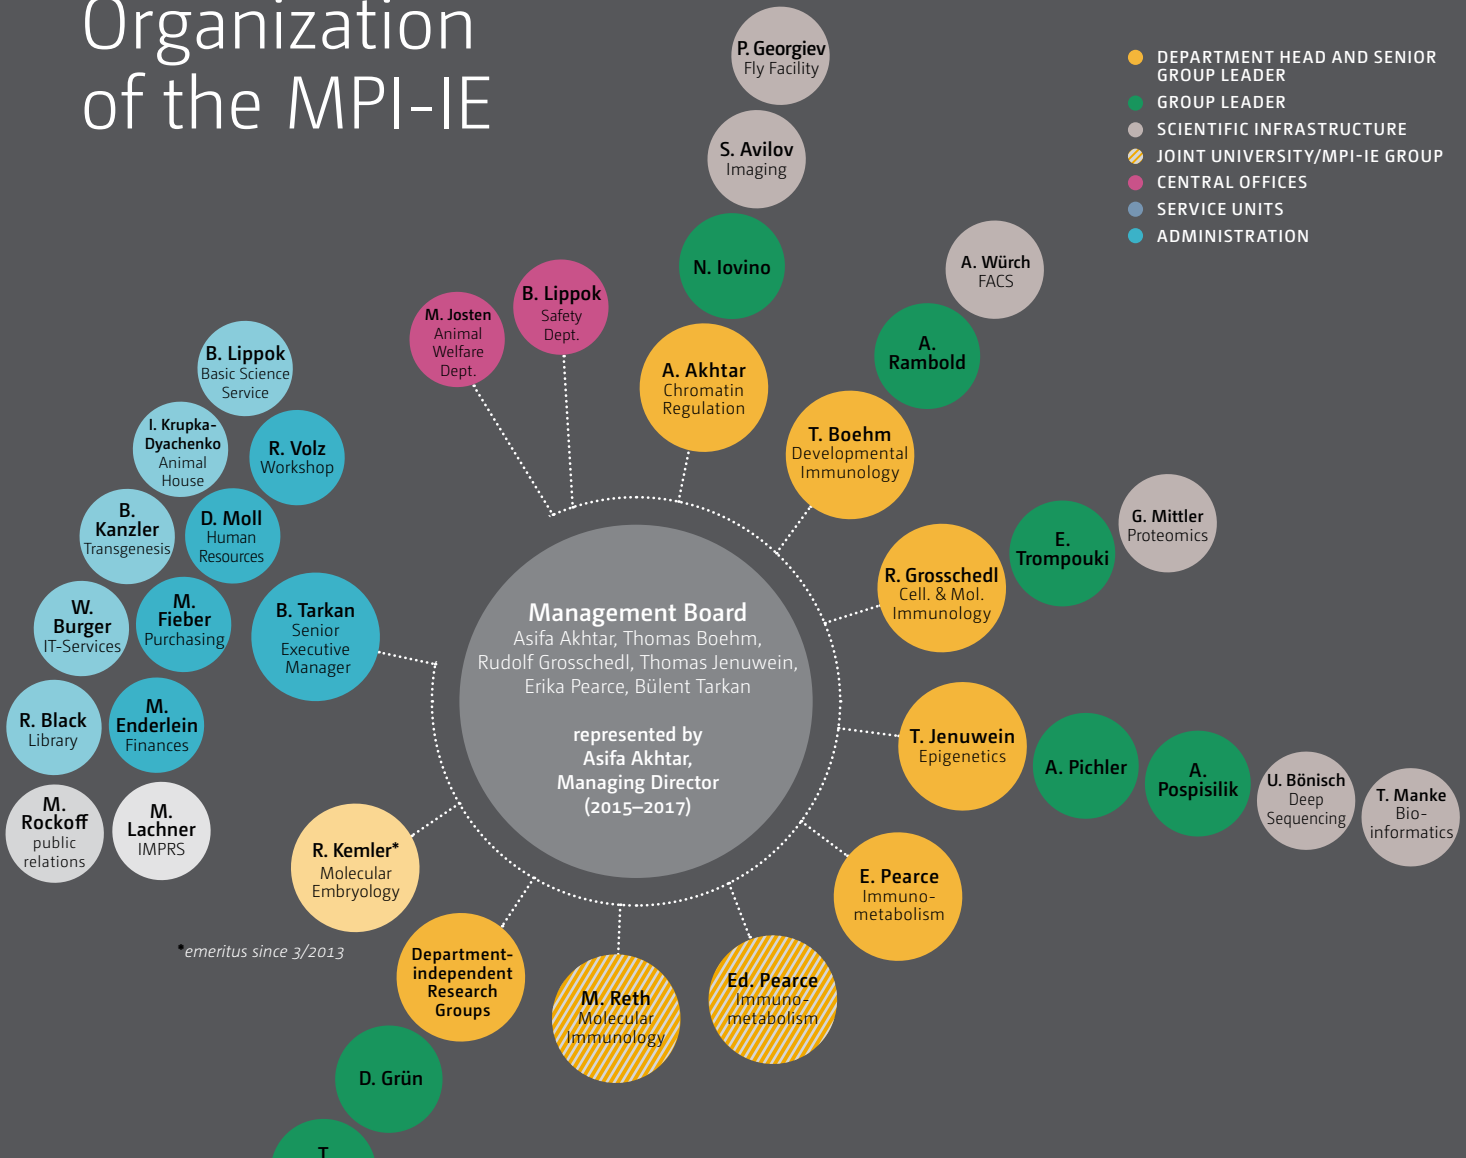 Organization
of the MPI-IE
DEPARTMENT HEAD AND SENIOR
GROUP LEADER
GROUP LEADER
SCIENTIFIC INFRASTRUCTURE
JOINT UNIVERSITY/MPI-IE GROUP
CENTRAL OFFICES
SERVICE UNITS
ADMINISTRATION
P. Georgiev
Fly Facility
S. Avilov
Imaging
N. Iovino
A. Akhtar
Chromatin
Regulation
A. Würch
FACS
A.
Rambold
T. Boehm
Developmental
Immunology
G. Mittler
Proteomics
E.
Trompouki
R. Grosschedl
Cell. & Mol.
Immunology
T. Jenuwein
Epigenetics
A. Pichler
A.
Pospisilik
U. Bönisch
Deep
Sequencing
T. Manke
Bio-
informatics
E. Pearce
Immuno-
metabolism
Ed. Pearce
Immuno-
metabolism
M. Reth
Molecular
Immunology
Department-
independent
Research
Groups
D. Grün
T.
R. Kemler*
Molecular
Embryology
*emeritus since 3/2013
M. Josten
Animal
Welfare
Dept.
B. Lippok
Safety
Dept.
B. Lippok
Basic Science
Service
I. Krupka-
Dyachenko
Animal
House
R. Volz
Workshop
B.
Kanzler
Transgenesis
D. Moll
Human
Resources
W.
Burger
IT-Services
M.
Fieber
Purchasing
B. Tarkan
Senior
Executive
Manager
R. Black
Library
M.
Enderlein
Finances
M.
Rockoff
public
relations
M.
Lachner
IMPRS
Management Board
Asifa Akhtar, Thomas Boehm,
Rudolf Grosschedl, Thomas Jenuwein,
Erika Pearce, Bülent Tarkan
represented by
Asifa Akhtar,
Managing Director
(2015–2017)